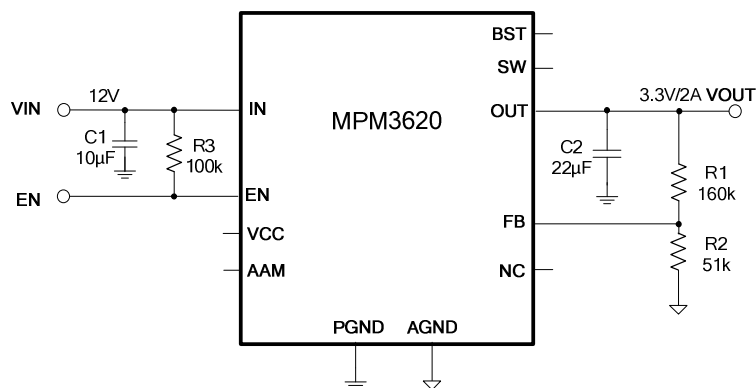 BST
SW
12V
3.3V/2A VOUT
VIN
IN
OUT
MPM3620
C1
10µF
R3
100k
C2
22µF
R1
160k
EN
EN
FB
VCC
R2
51k
AAM
NC
PGND
AGND